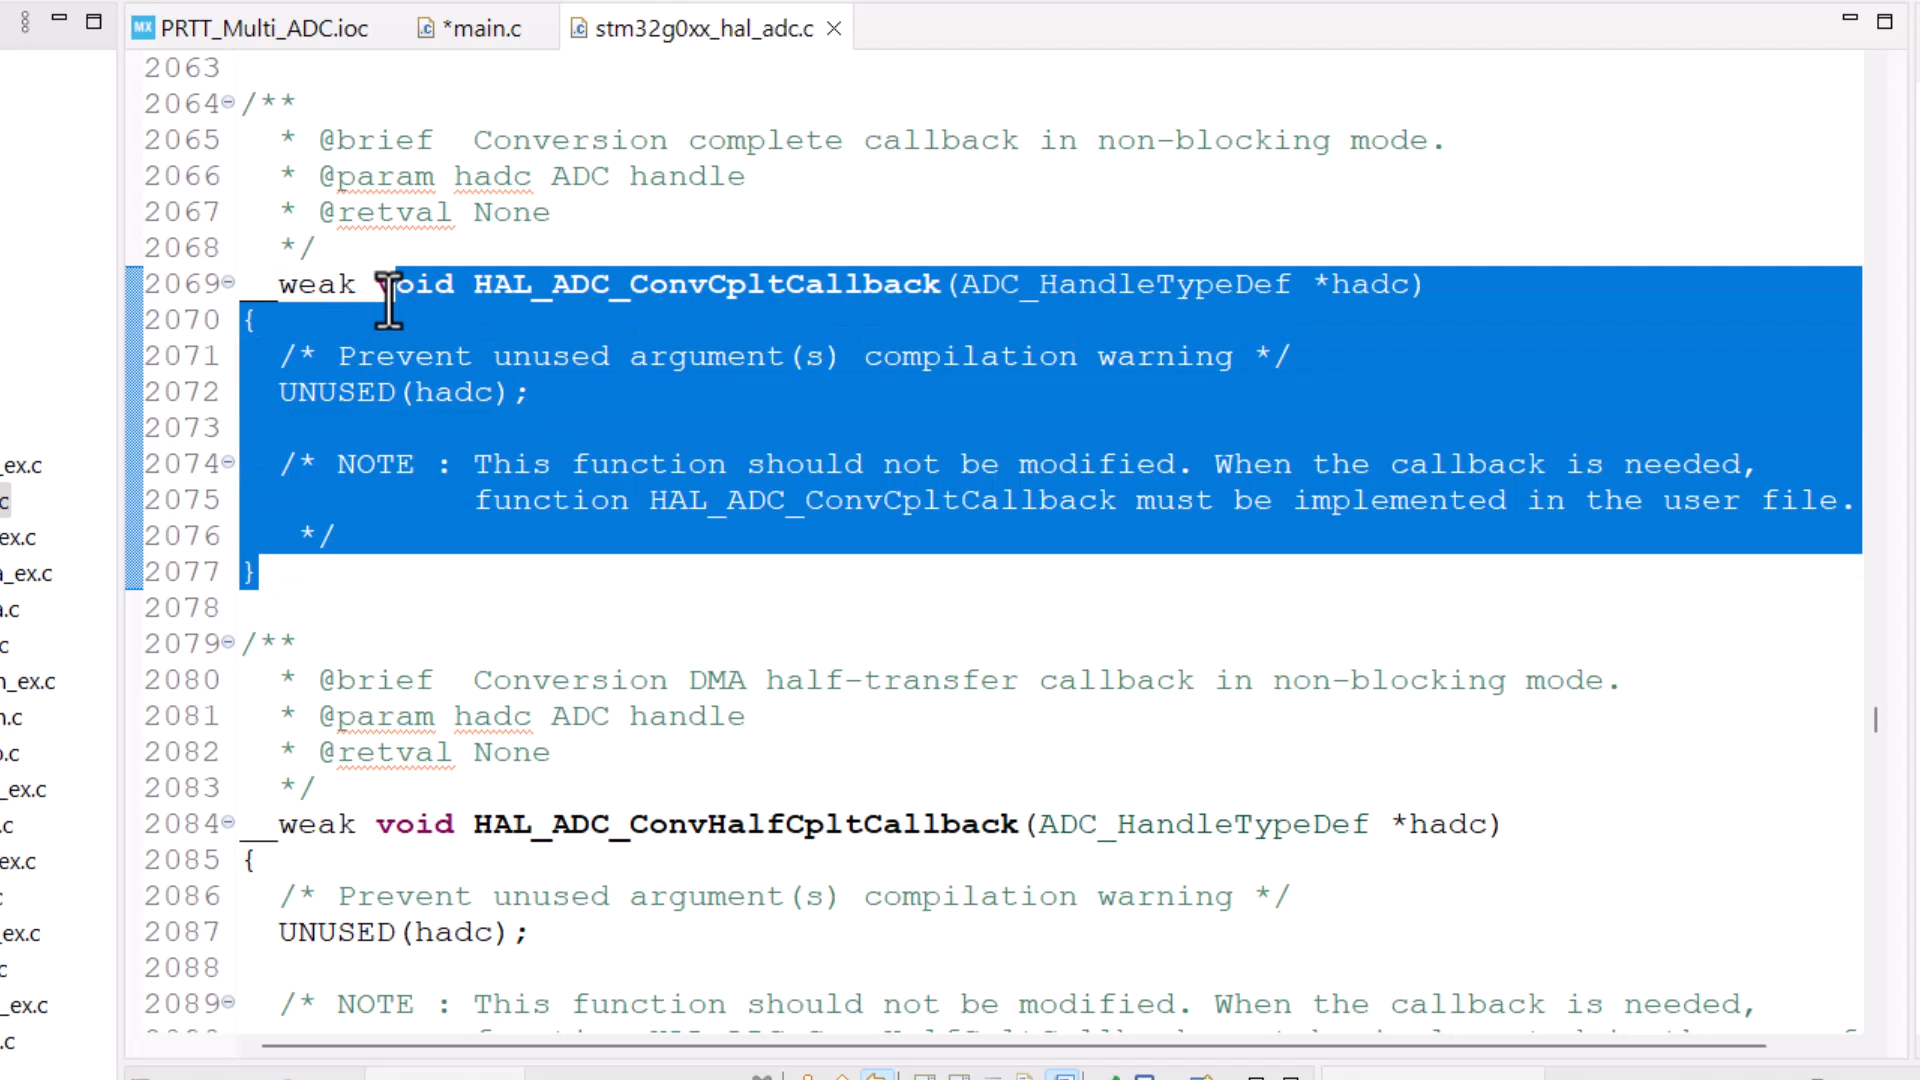 MX PRTT_Multi_ADC.ioc *main.c stm32g0xx_hal_adc.c
2063
2064 /**
2065 * @brief  Conversion complete callback in non-blocking mode.
2066 * @param hadc ADC handle
2067 * @retval None
2068 */
2069 __weak void HAL_ADC_ConvCpltCallback(ADC_HandleTypeDef *hadc)
2070 {
2071 /* Prevent unused argument(s) compilation warning */
2072 UNUSED(hadc);
2073
2074 /* NOTE : This function should not be modified. When the callback is needed,
2075 function HAL_ADC_ConvCpltCallback must be implemented in the user file.
2076 */
2077 }
2078
2079 /**
2080 * @brief  Conversion DMA half-transfer callback in non-blocking mode.
2081 * @param hadc ADC handle
2082 * @retval None
2083 */
2084 __weak void HAL_ADC_ConvHalfCpltCallback(ADC_HandleTypeDef *hadc)
2085 {
2086 /* Prevent unused argument(s) compilation warning */
2087 UNUSED(hadc);
2088
2089 /* NOTE : This function should not be modified. When the callback is needed,
_ex.c
c
ex.c
a_ex.c
a.c
c
n_ex.c
n.c
o.c
_ex.c
.c
ex.c
c
ex.c
c
_ex.c
.c